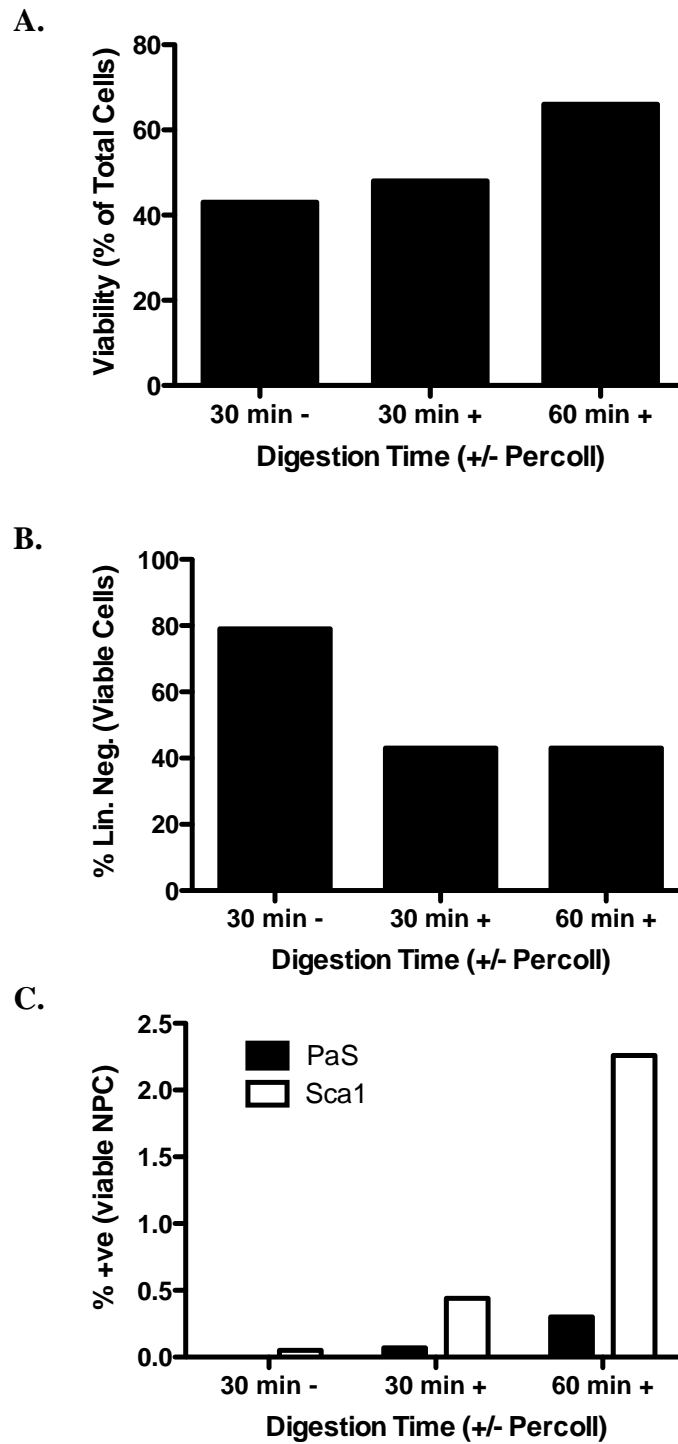 A.
Viability (% of Total Cells)
80
60
40
20
0
30 min -
30 min +
60 min +
Digestion Time (+/- Percoll)
B.
% Lin. Neg. (Viable Cells)
100
80
60
40
20
0
30 min -
30 min +
60 min +
Digestion Time (+/- Percoll)
C.
% +ve (viable NPC)
2.5
2.0
1.5
1.0
0.5
0.0
PaS
Sca1
30 min -
30 min +
60 min +
Digestion Time (+/- Percoll)